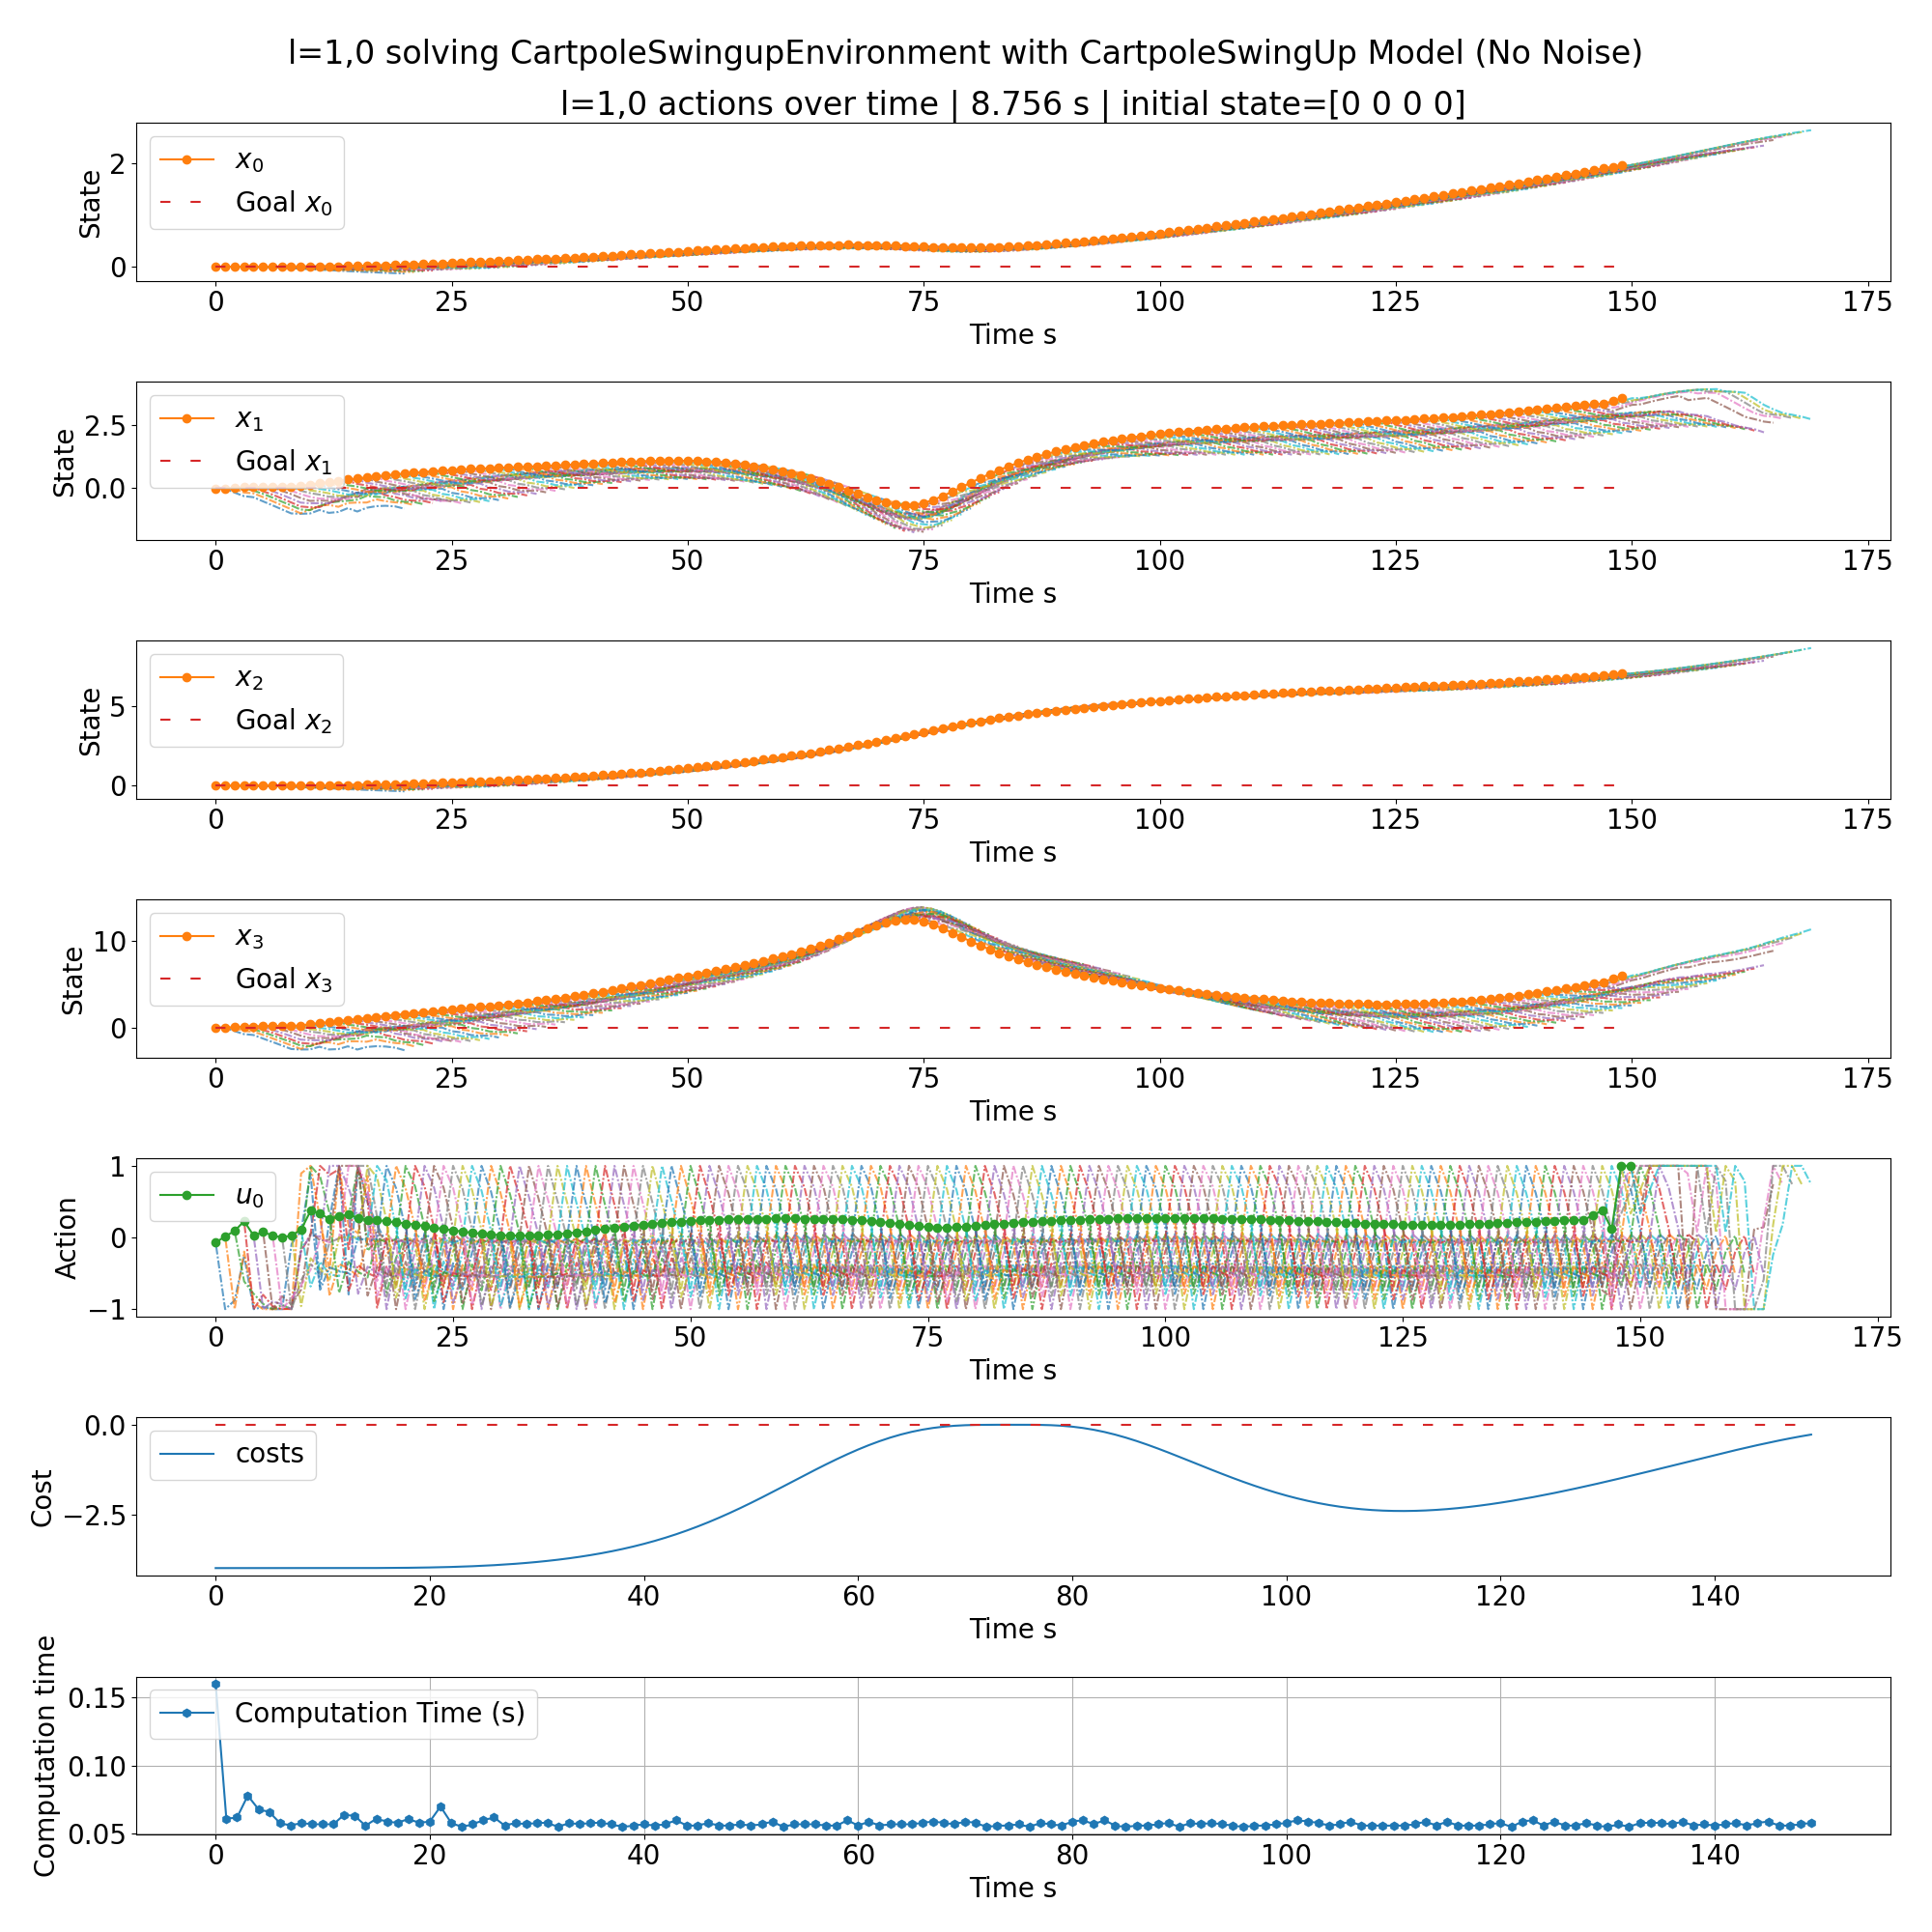 l=1,0 solving CartpoleSwingupEnvironment with CartpoleSwingUp Model (No Noise)
l=1,0 actions over time | 8.756 s | initial state=[0 0 0 0]
State
2
0
x₀
Goal x₀
0 25 50 75 100 125 150 175
Time s
State
2.5
0.0
x₁
Goal x₁
0 25 50 75 100 125 150 175
Time s
State
5
0
x₂
Goal x₂
0 25 50 75 100 125 150 175
Time s
State
10
0
x₃
Goal x₃
0 25 50 75 100 125 150 175
Time s
Action
1
0
−1
u₀
0 25 50 75 100 125 150 175
Time s
Cost
0.0
−2.5
costs
0 20 40 60 80 100 120 140
Time s
Computation time
0.15
0.10
0.05
Computation Time (s)
0 20 40 60 80 100 120 140
Time s